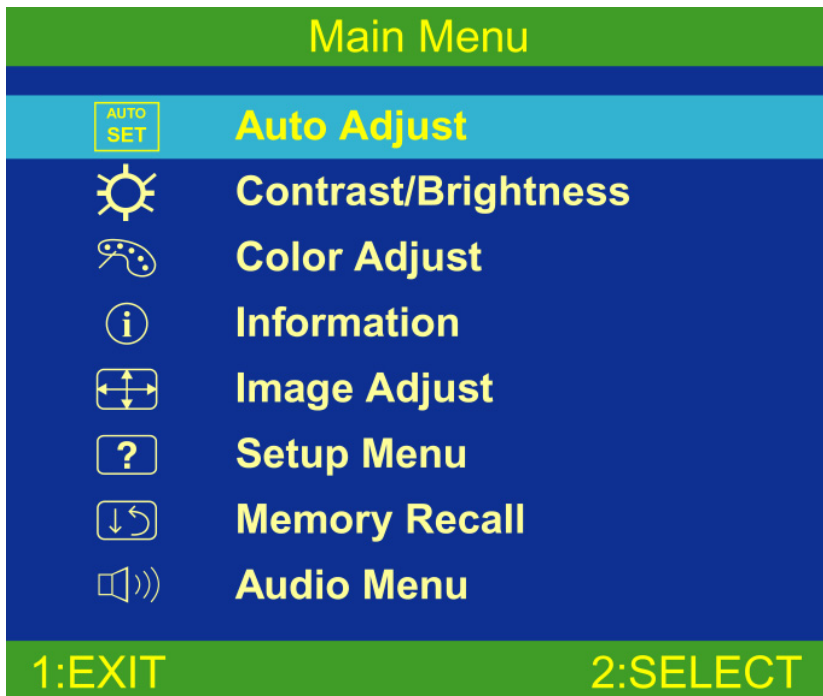 Main Menu
AUTO
SET
Auto Adjust
Contrast/Brightness
Color Adjust
i
Information
Image Adjust
?
Setup Menu
Memory Recall
Audio Menu
1:EXIT 2:SELECT